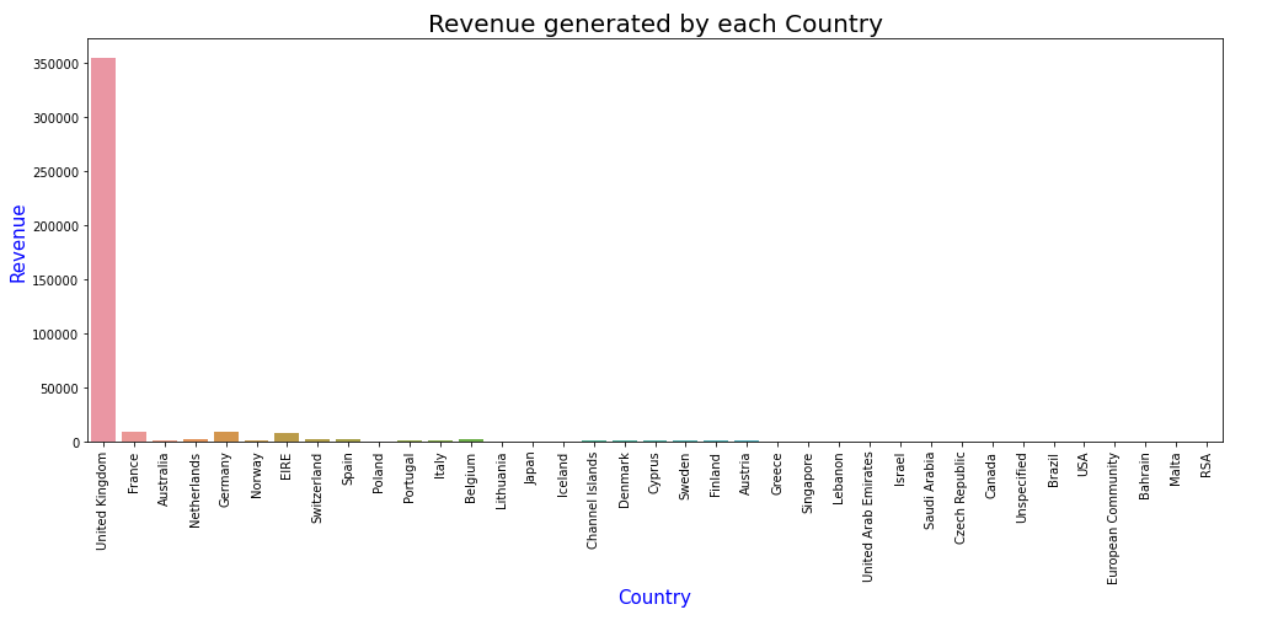 Revenue generated by each Country
350000
300000
250000
200000
150000
100000
50000
0
Revenue
United Kingdom
France
Australia
Netherlands
Germany
Norway
EIRE
Switzerland
Spain
Poland
Portugal
Italy
Belgium
Lithuania
Japan
Iceland
Channel Islands
Denmark
Cyprus
Sweden
Finland
Austria
Greece
Singapore
Lebanon
United Arab Emirates
Israel
Saudi Arabia
Czech Republic
Canada
Unspecified
Brazil
USA
European Community
Bahrain
Malta
RSA
Country